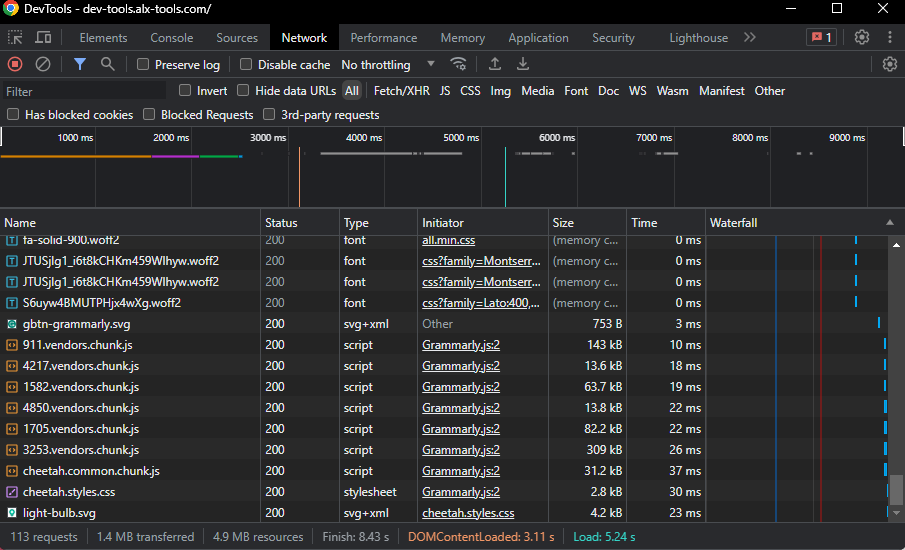 DevTools - dev-tools.alx-tools.com/
Elements Console Sources Network Performance Memory Application Security Lighthouse 1
Preserve log Disable cache No throttling
Filter Invert Hide data URLs All Fetch/XHR JS CSS Img Media Font Doc WS Wasm Manifest Other
Has blocked cookies Blocked Requests 3rd-party requests
1000 ms 2000 ms 3000 ms 4000 ms 5000 ms 6000 ms 7000 ms 8000 ms 9000 ms
Name Status Type Initiator Size Time Waterfall
fa-solid-900.woff2 200 font all.min.css (memory c... 0 ms
JTUSjIg1_i6t8kCHKm459Wlhyw.woff2 200 font css?family=Montserr... (memory c... 0 ms
JTUSjIg1_i6t8kCHKm459Wlhyw.woff2 200 font css?family=Montserr... (memory c... 0 ms
S6uyw4BMUTPHjx4wXg.woff2 200 font css?family=Lato:400,... (memory c... 0 ms
gbtn-grammarly.svg 200 svg+xml Other 753 B 3 ms
911.vendors.chunk.js 200 script Grammarly.js:2 143 kB 10 ms
4217.vendors.chunk.js 200 script Grammarly.js:2 13.6 kB 18 ms
1582.vendors.chunk.js 200 script Grammarly.js:2 63.7 kB 19 ms
4850.vendors.chunk.js 200 script Grammarly.js:2 13.8 kB 22 ms
1705.vendors.chunk.js 200 script Grammarly.js:2 82.2 kB 22 ms
3253.vendors.chunk.js 200 script Grammarly.js:2 309 kB 26 ms
cheetah.common.chunk.js 200 script Grammarly.js:2 31.2 kB 37 ms
cheetah.styles.css 200 stylesheet Grammarly.js:2 2.8 kB 30 ms
light-bulb.svg 200 svg+xml cheetah.styles.css 4.2 kB 23 ms
113 requests 1.4 MB transferred 4.9 MB resources Finish: 8.43 s DOMContentLoaded: 3.11 s Load: 5.24 s